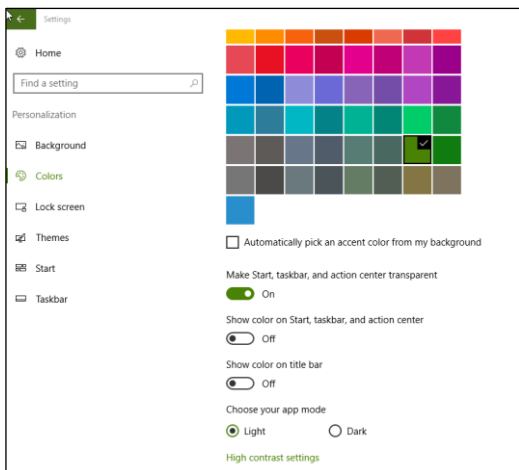 Settings
Home
Find a setting
Personalization
Background
Colors
Lock screen
Themes
Start
Taskbar
Automatically pick an accent color from my background
Make Start, taskbar, and action center transparent
On
Show color on Start, taskbar, and action center
Off
Show color on title bar
Off
Choose your app mode
Light Dark
High contrast settings